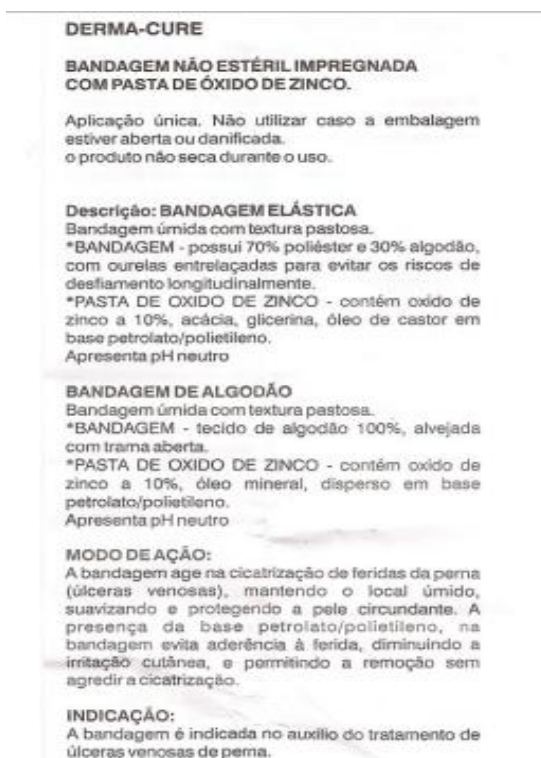 DERMA-CURE
BANDAGEM NÃO ESTÉRIL IMPREGNADA
COM PASTA DE ÓXIDO DE ZINCO.
Aplicação única. Não utilizar caso a embalagem
estiver aberta ou danificada.
o produto não seca durante o uso.
Descrição: BANDAGEM ELÁSTICA
Bandagem úmida com textura pastosa.
*BANDAGEM - possui 70% poliéster e 30% algodão,
com ourelas entrelaçadas para evitar os riscos de
desfiamento longitudinalmente.
*PASTA DE OXIDO DE ZINCO - contém oxido de
zinco a 10%, acácia, glicerina, óleo de castor em
base petrolato/polietileno.
Apresenta pH neutro
BANDAGEM DE ALGODÃO
Bandagem úmida com textura pastosa.
*BANDAGEM - tecido de algodão 100%, alvejada
com trama aberta.
*PASTA DE OXIDO DE ZINCO - contém oxido de
zinco a 10%, óleo mineral, disperso em base
petrolato/polietileno.
Apresenta pH neutro
MODO DE AÇÃO:
A bandagem age na cicatrização de feridas da perna
(úlceras venosas), mantendo o local úmido,
suavizando e protegendo a pele circundante. A
presença da base petrolato/polietileno, na
bandagem evita aderência à ferida, diminuindo a
irritação cutânea, e permitindo a remoção sem
agredir a cicatrização.
INDICAÇÃO:
A bandagem é indicada no auxilio do tratamento de
úlceras venosas de perna.